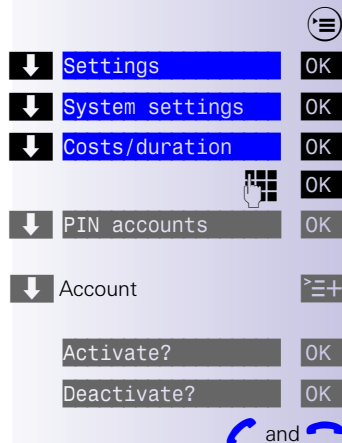 Settings OK
System settings OK
Costs/duration OK
OK
PIN accounts OK
Account
Activate? OK
Deactivate? OK
and